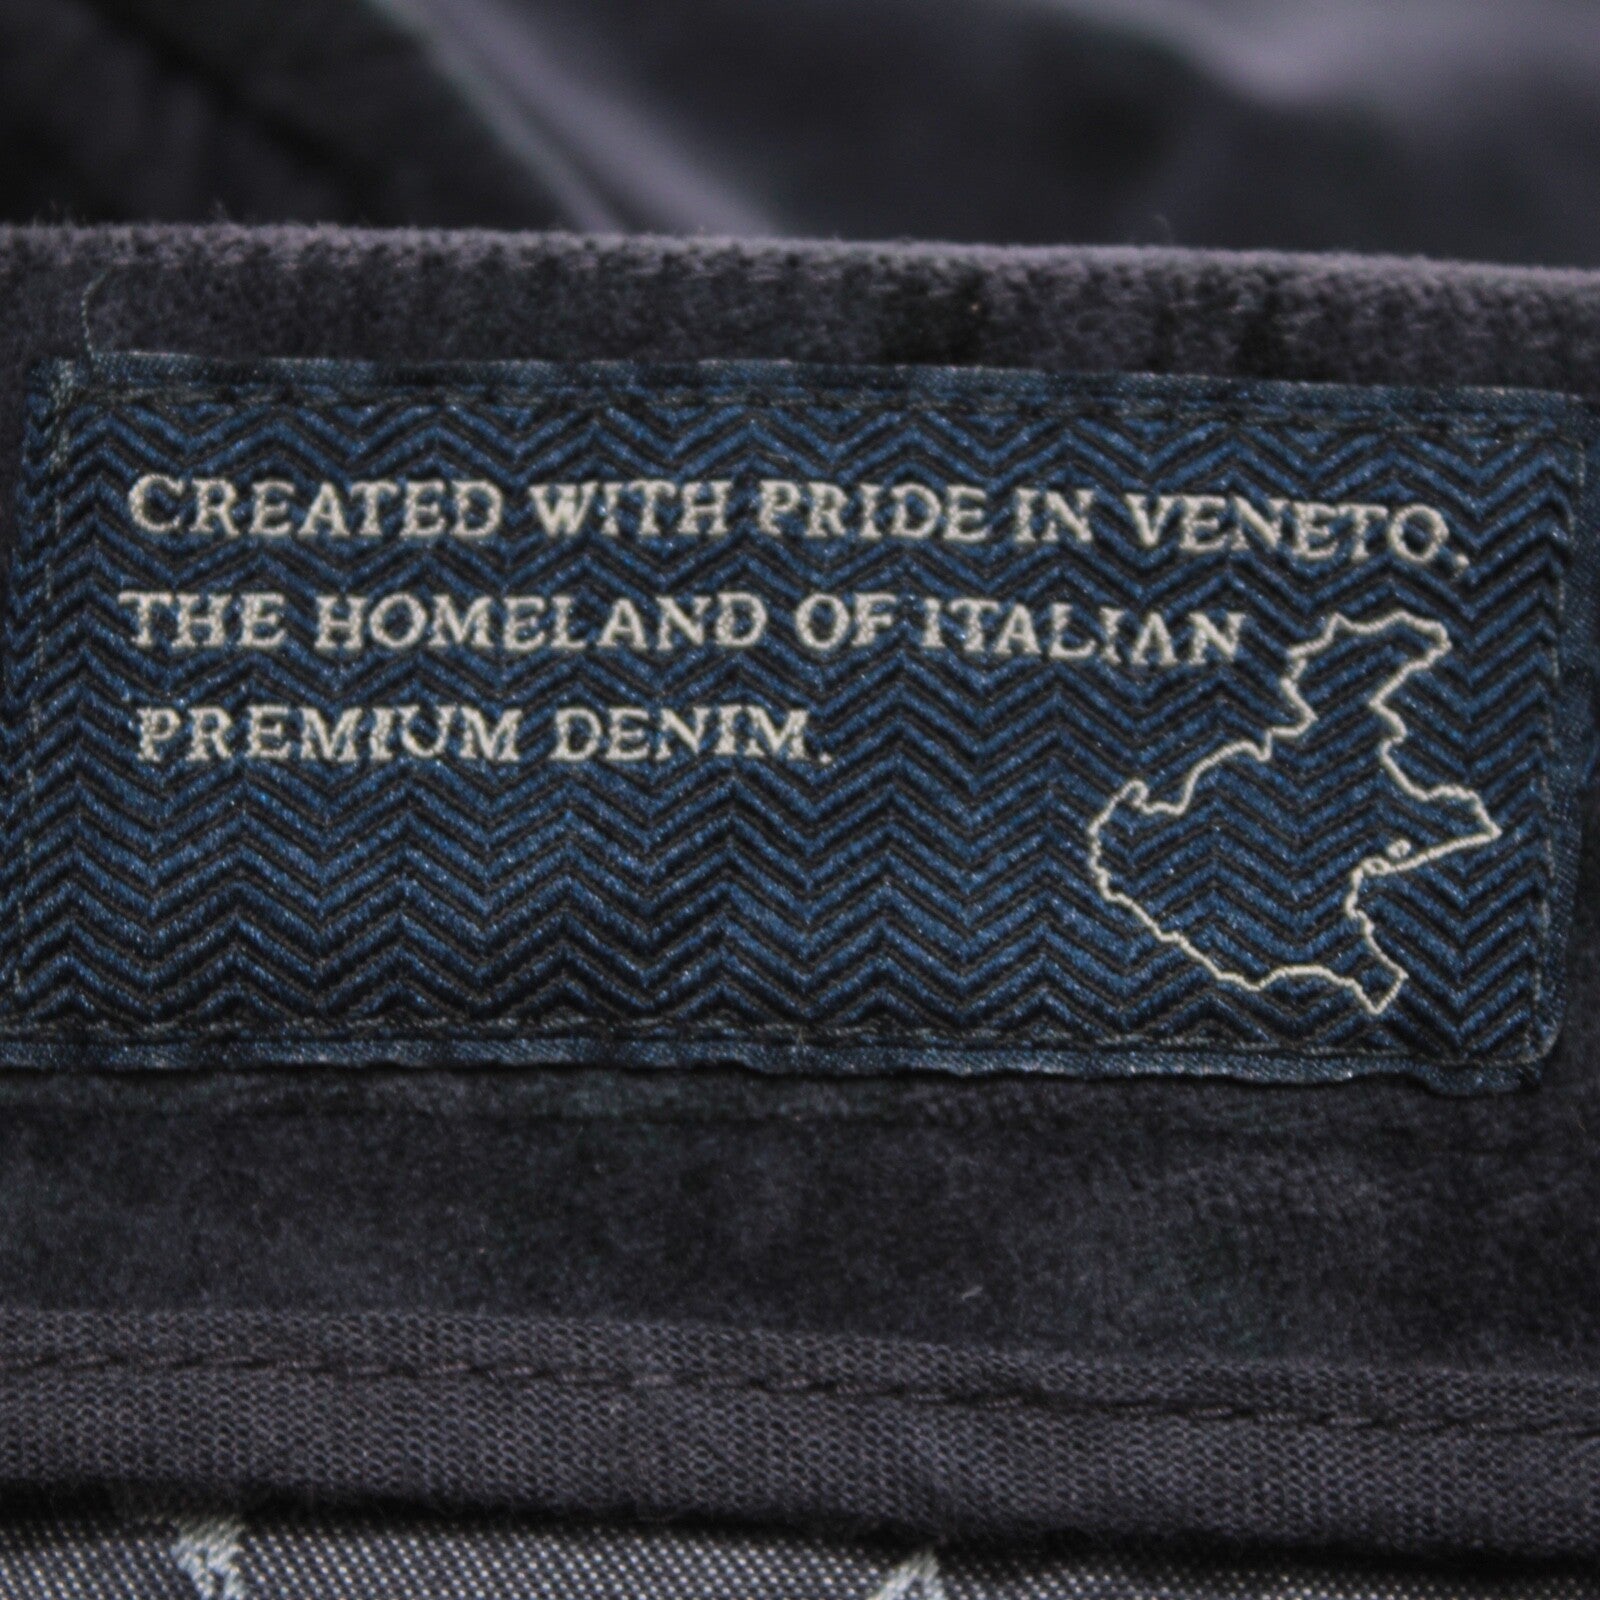 CREATED WITH PRIDE IN VENETO,
THE HOMELAND OF ITALIAN
PREMIUM DENIM.